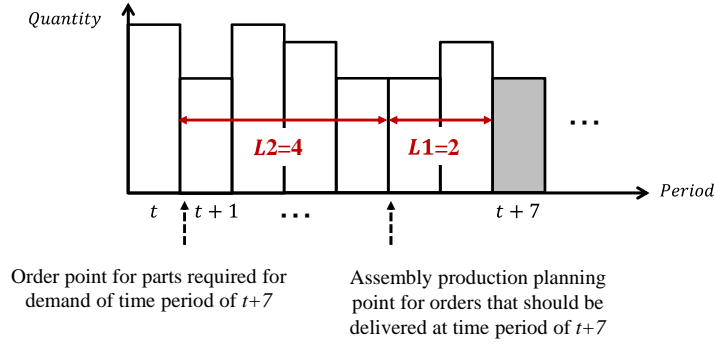 Quantity
L2=4
L1=2
...
Period
t
t + 1
...
t + 7
Order point for parts required for
demand of time period of t+7
Assembly production planning
point for orders that should be
delivered at time period of t+7